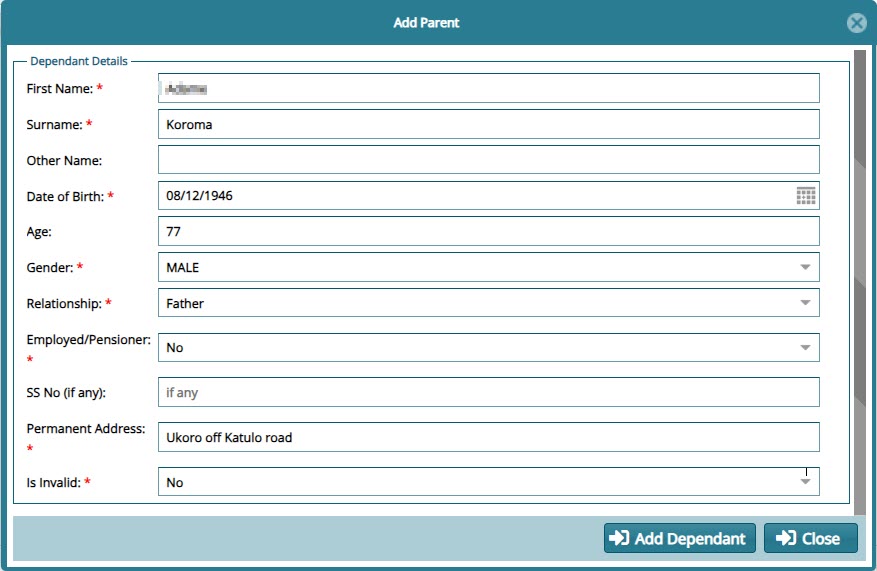 Add Parent
Dependant Details
First Name: *
Surname: * Koroma
Other Name:
Date of Birth: * 08/12/1946
Age: 77
Gender: * MALE
Relationship: * Father
Employed/Pensioner: * No
SS No (if any): if any
Permanent Address: * Ukoro off Katulo road
Is Invalid: * No
Add Dependant Close